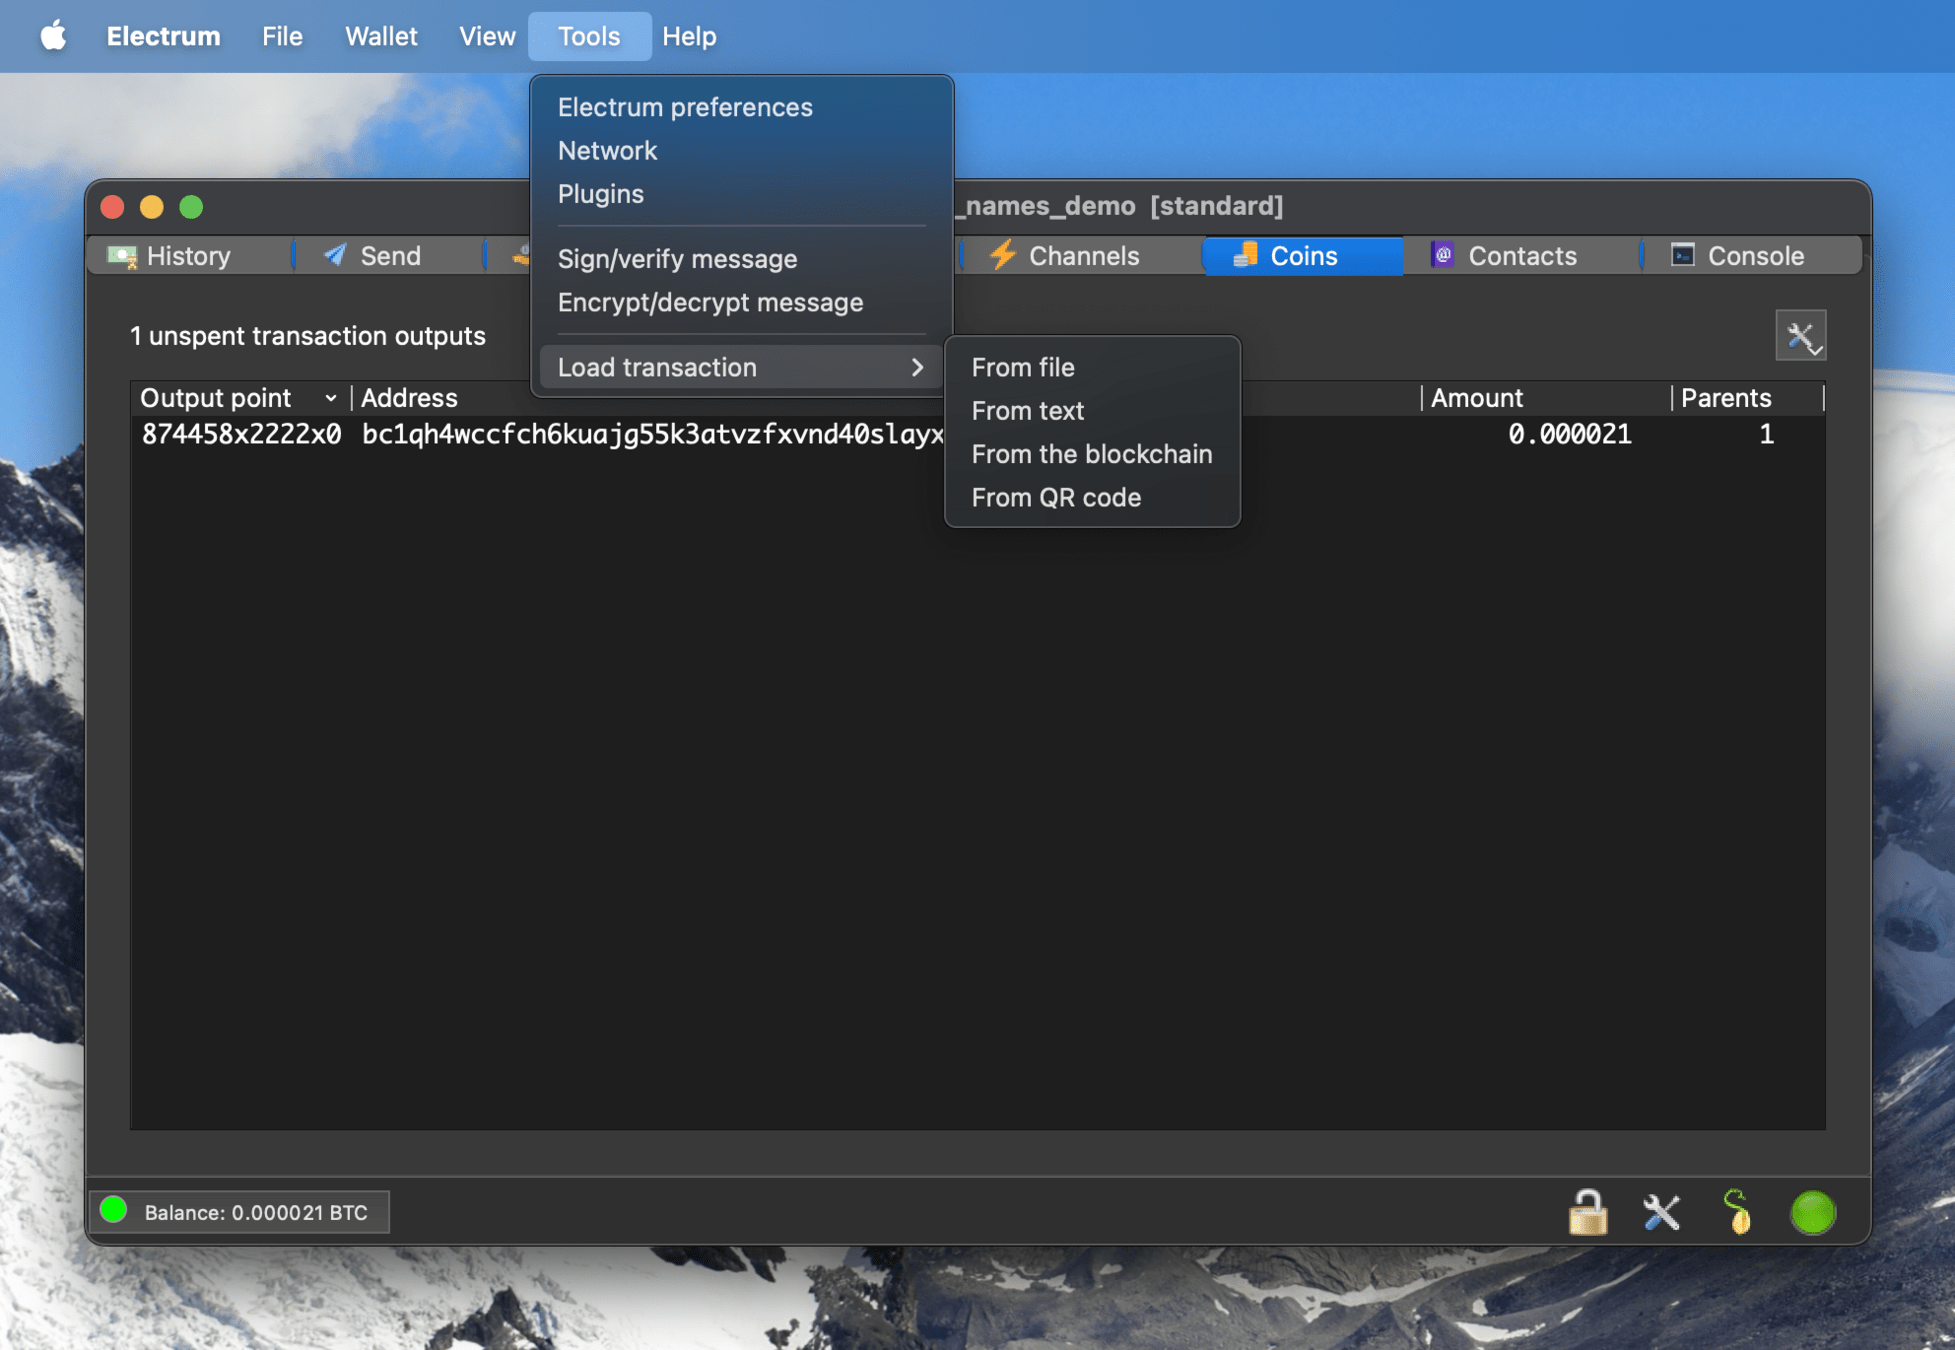 Electrum File Wallet View Tools Help
Electrum preferences
Network
Plugins
Sign/verify message
Encrypt/decrypt message
Load transaction
From file
From text
From the blockchain
From QR code
_names_demo [standard]
History Send Channels Coins Contacts Console
1 unspent transaction outputs
Output point Address Amount Parents
874458x2222x0 bc1qh4wccfch6kuajg55k3atvzfxvnd40slayx 0.000021 1
Balance: 0.000021 BTC